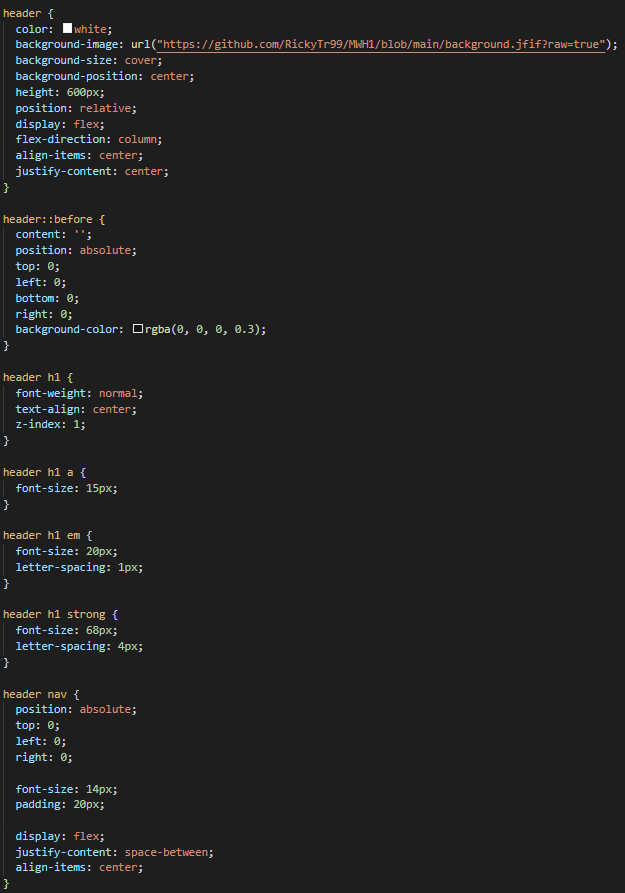 header {
color: white;
background-image: url("https://github.com/RickyTr99/MWH1/blob/main/background.jfif?raw=true");
background-size: cover;
background-position: center;
height: 600px;
position: relative;
display: flex;
flex-direction: column;
align-items: center;
justify-content: center;
}
header::before {
content: '';
position: absolute;
top: 0;
left: 0;
bottom: 0;
right: 0;
background-color: rgba(0, 0, 0, 0.3);
}
header h1 {
font-weight: normal;
text-align: center;
z-index: 1;
}
header h1 a {
font-size: 15px;
}
header h1 em {
font-size: 20px;
letter-spacing: 1px;
}
header h1 strong {
font-size: 68px;
letter-spacing: 4px;
}
header nav {
position: absolute;
top: 0;
left: 0;
right: 0;
font-size: 14px;
padding: 20px;
display: flex;
justify-content: space-between;
align-items: center;
}